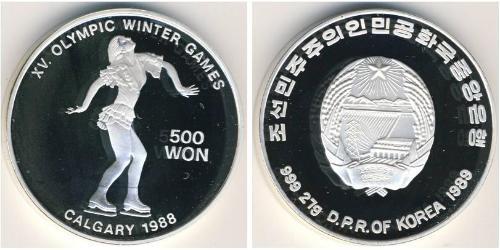 XV. OLYMPIC WINTER GAMES
500
WON
CALGARY 1988
조선민주주의인민공화국중앙은행
999 27g D.P.R.OF KOREA 1989